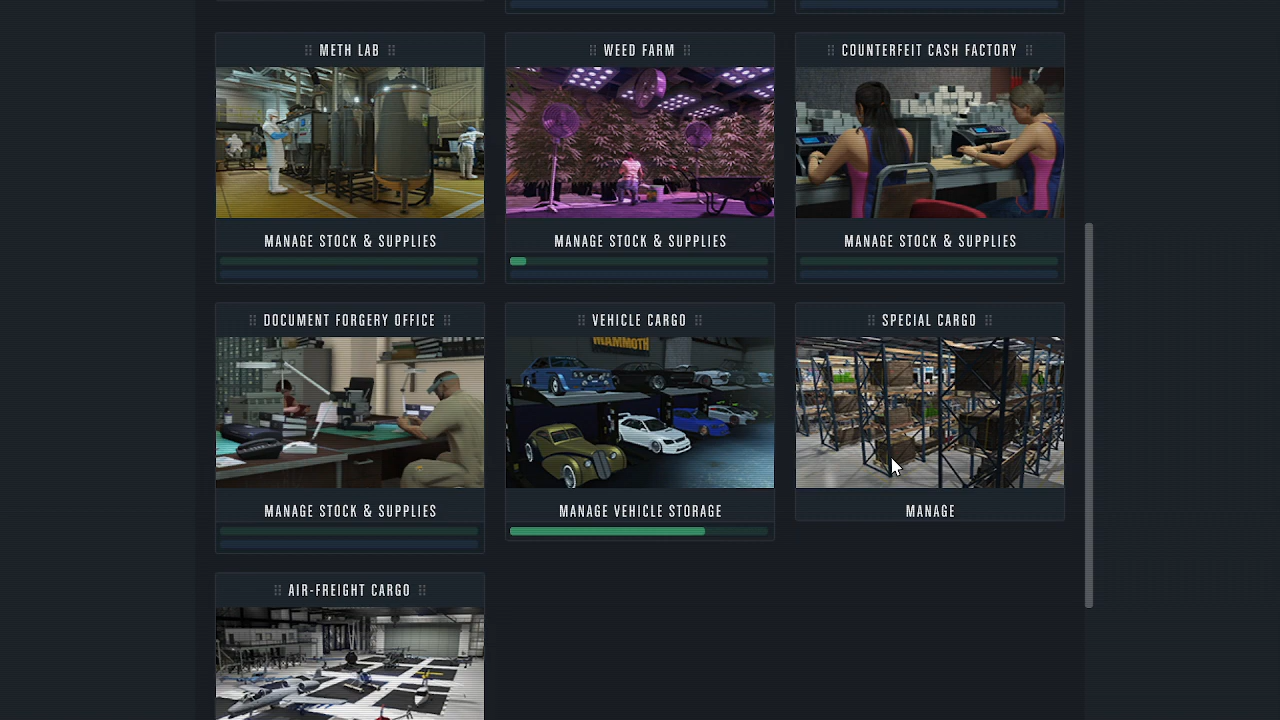 METH LAB
WEED FARM
COUNTERFEIT CASH FACTORY
MANAGE STOCK & SUPPLIES
MANAGE STOCK & SUPPLIES
MANAGE STOCK & SUPPLIES
DOCUMENT FORGERY OFFICE
VEHICLE CARGO
SPECIAL CARGO
MAMMOTH
MANAGE STOCK & SUPPLIES
MANAGE VEHICLE STORAGE
MANAGE
AIR-FREIGHT CARGO